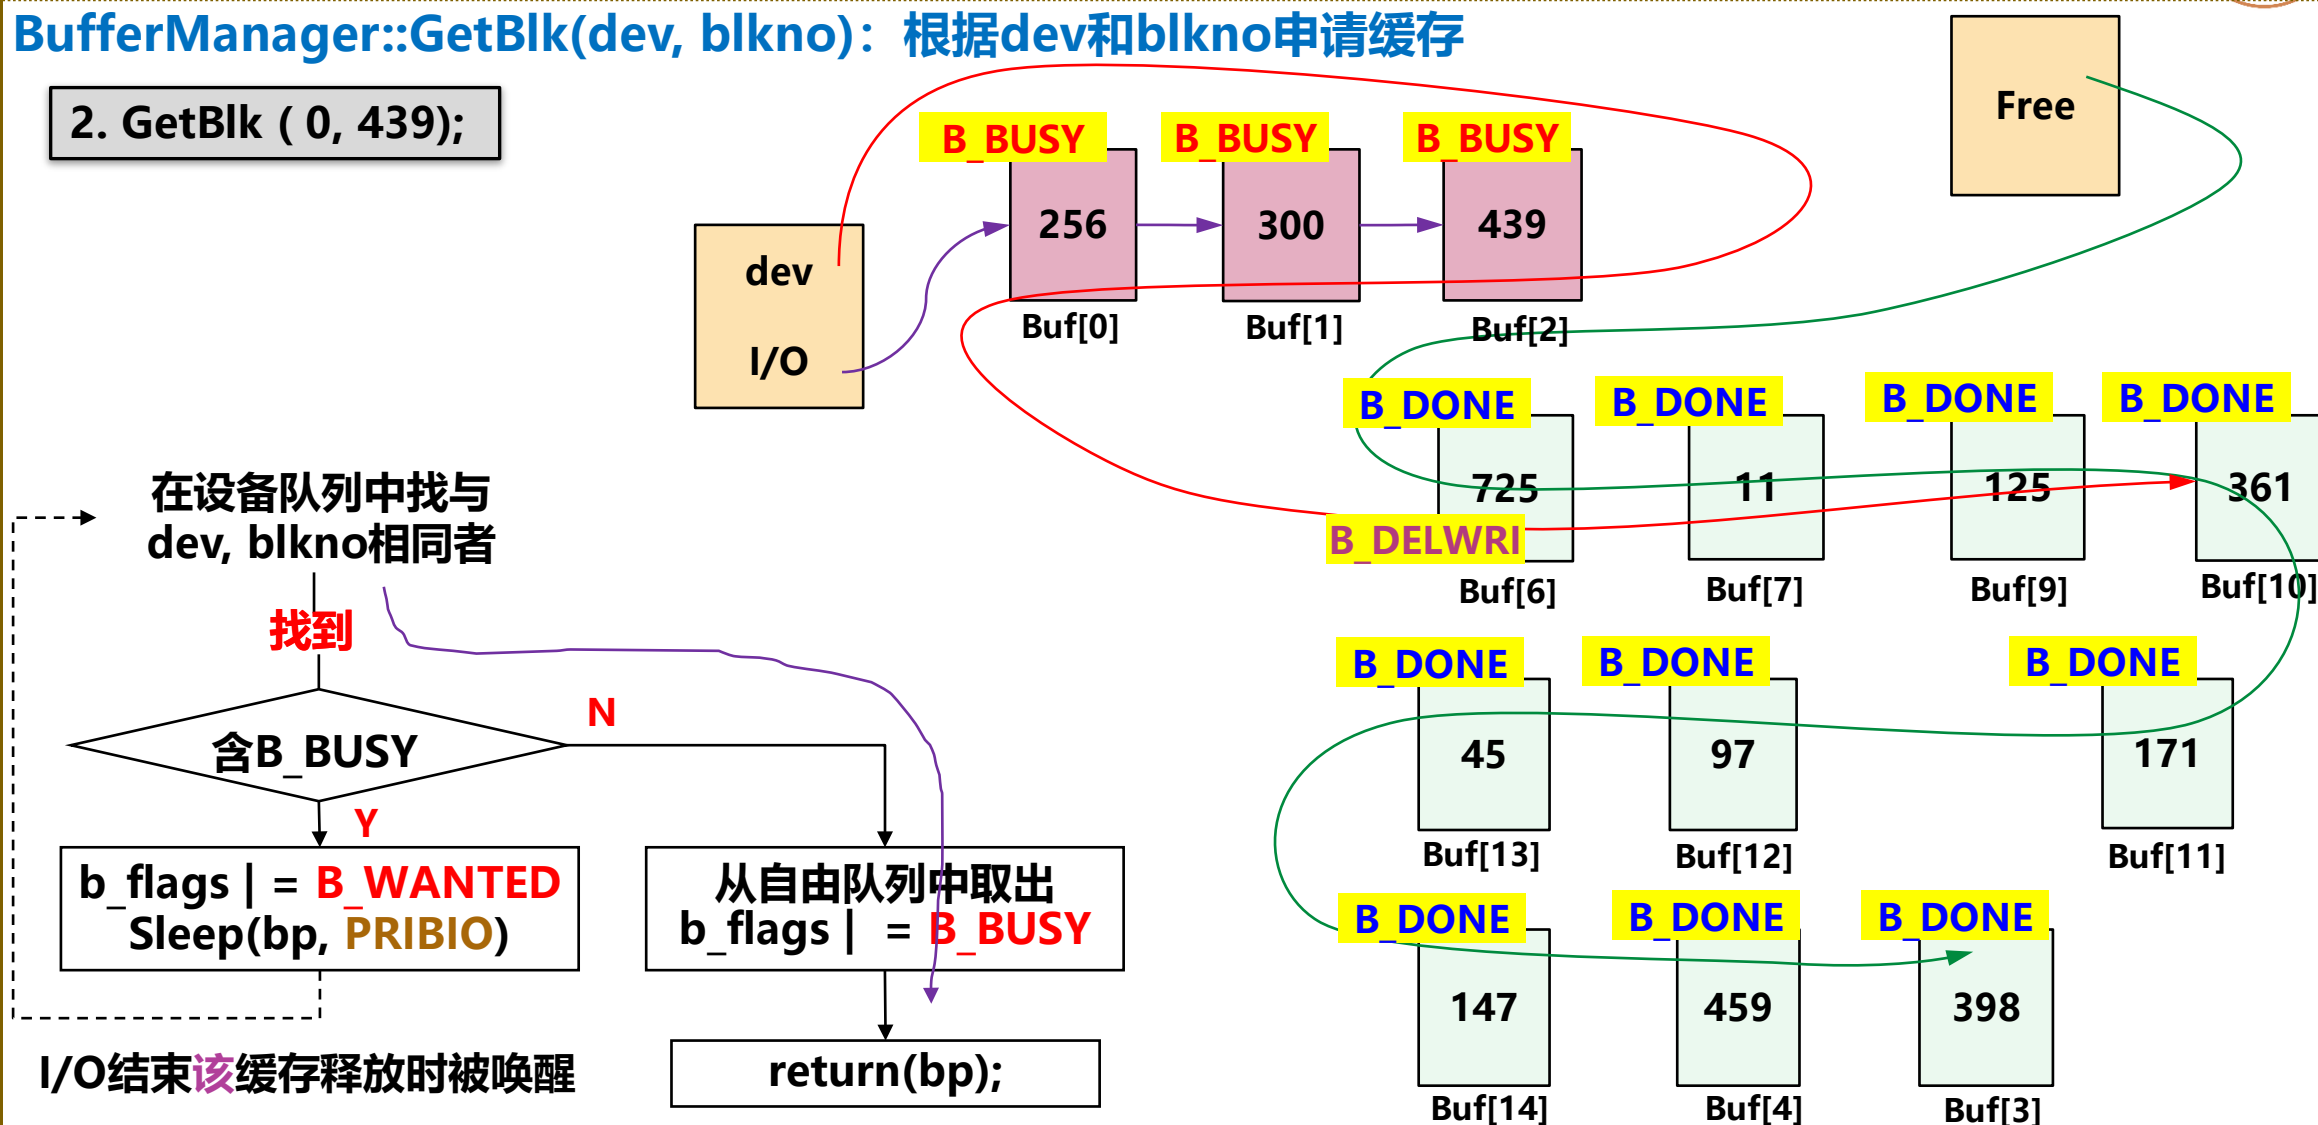 BufferManager::GetBlk(dev, blkno)：根据dev和blkno申请缓存
2. GetBlk ( 0, 439);
Free
B_BUSY
B_BUSY
B_BUSY
256
300
439
Buf[0]
Buf[1]
Buf[2]
dev
I/O
B_DONE
B_DONE
B_DONE
B_DONE
725
11
125
361
B_DELWRI
Buf[6]
Buf[7]
Buf[9]
Buf[10]
B_DONE
B_DONE
B_DONE
45
97
171
Buf[13]
Buf[12]
Buf[11]
B_DONE
B_DONE
B_DONE
147
459
398
Buf[14]
Buf[4]
Buf[3]
在设备队列中找与
dev, blkno相同者
找到
含B_BUSY
N
Y
b_flags | = B_WANTED
Sleep(bp, PRIBIO)
从自由队列中取出
b_flags | = B_BUSY
return(bp);
I/O结束该缓存释放时被唤醒